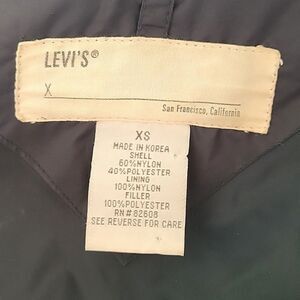 LEVI'S®
X
San Francisco, California
XS
MADE IN KOREA
SHELL
60%NYLON
40%POLYESTER
LINING
100%NYLON
FILLER
100%POLYESTER
RN#82608
SEE REVERSE FOR CARE